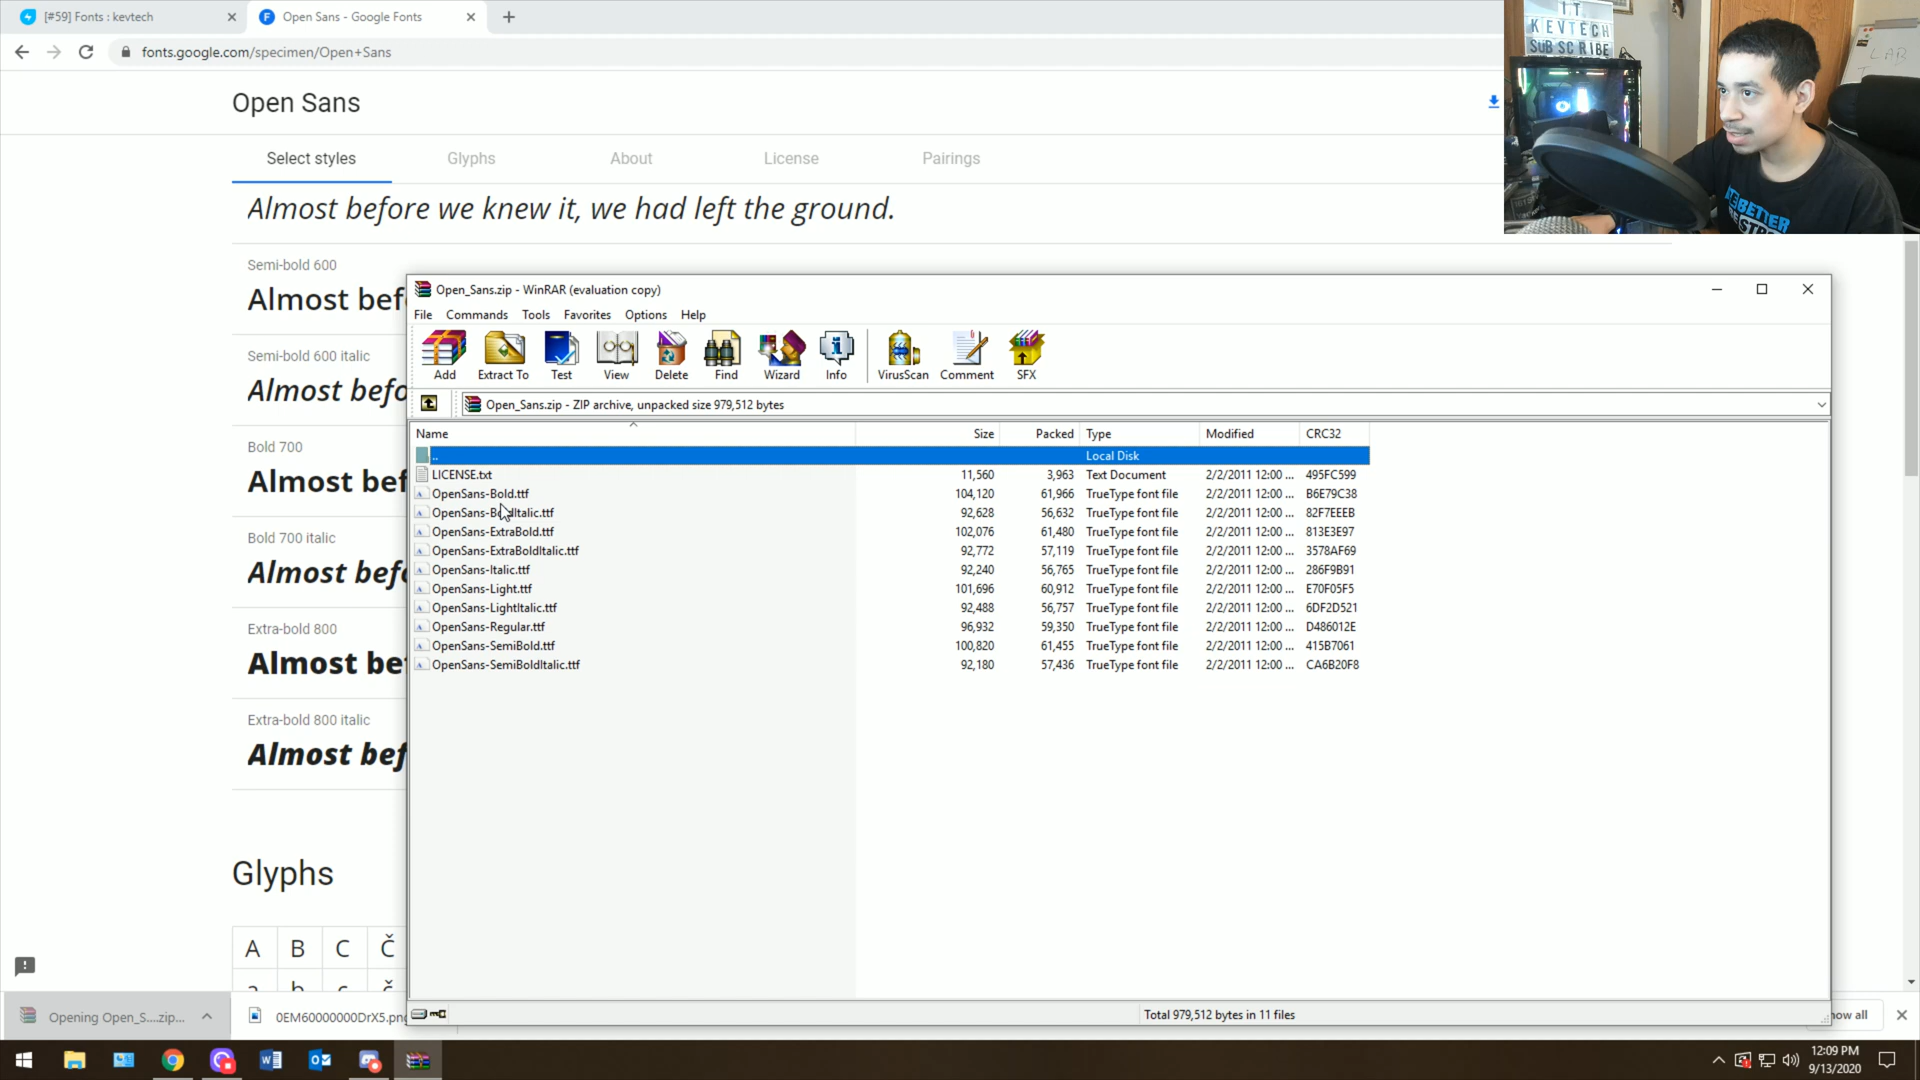 [#59] Fonts : kevtech
Open Sans - Google Fonts
fonts.google.com/specimen/Open+Sans
I.T.
KEVTECH
SUBSCRIBE
LAB
Open Sans
Select styles
Glyphs
About
License
Pairings
Almost before we knew it, we had left the ground.
Semi-bold 600
Almost bef
Semi-bold 600 italic
Almost befo
Bold 700
Almost bef
Bold 700 italic
Almost befo
Extra-bold 800
Almost be
Extra-bold 800 italic
Almost bef
Glyphs
A B C Č
Open_Sans.zip - WinRAR (evaluation copy)
File Commands Tools Favorites Options Help
Add Extract To Test View Delete Find Wizard Info VirusScan Comment SFX
Open_Sans.zip - ZIP archive, unpacked size 979,512 bytes
Name Size Packed Type Modified CRC32
.. Local Disk
LICENSE.txt 11,560 3,963 Text Document 2/2/2011 12:00 ... 495FC599
OpenSans-Bold.ttf 104,120 61,966 TrueType font file 2/2/2011 12:00 ... B6E79C38
OpenSans-BoldItalic.ttf 92,628 56,632 TrueType font file 2/2/2011 12:00 ... 82F7EEEB
OpenSans-ExtraBold.ttf 102,076 61,480 TrueType font file 2/2/2011 12:00 ... 813E3E97
OpenSans-ExtraBoldItalic.ttf 92,772 57,119 TrueType font file 2/2/2011 12:00 ... 3578AF69
OpenSans-Italic.ttf 92,240 56,765 TrueType font file 2/2/2011 12:00 ... 286F9B91
OpenSans-Light.ttf 101,696 60,912 TrueType font file 2/2/2011 12:00 ... E70F05F5
OpenSans-LightItalic.ttf 92,488 56,757 TrueType font file 2/2/2011 12:00 ... 6DF2D521
OpenSans-Regular.ttf 96,932 59,350 TrueType font file 2/2/2011 12:00 ... D486012E
OpenSans-SemiBold.ttf 100,820 61,455 TrueType font file 2/2/2011 12:00 ... 415B7061
OpenSans-SemiBoldItalic.ttf 92,180 57,436 TrueType font file 2/2/2011 12:00 ... CA6B20F8
Total 979,512 bytes in 11 files
Opening Open_S....zip...
0EM60000000DrX5.png
ow all
12:09 PM
9/13/2020